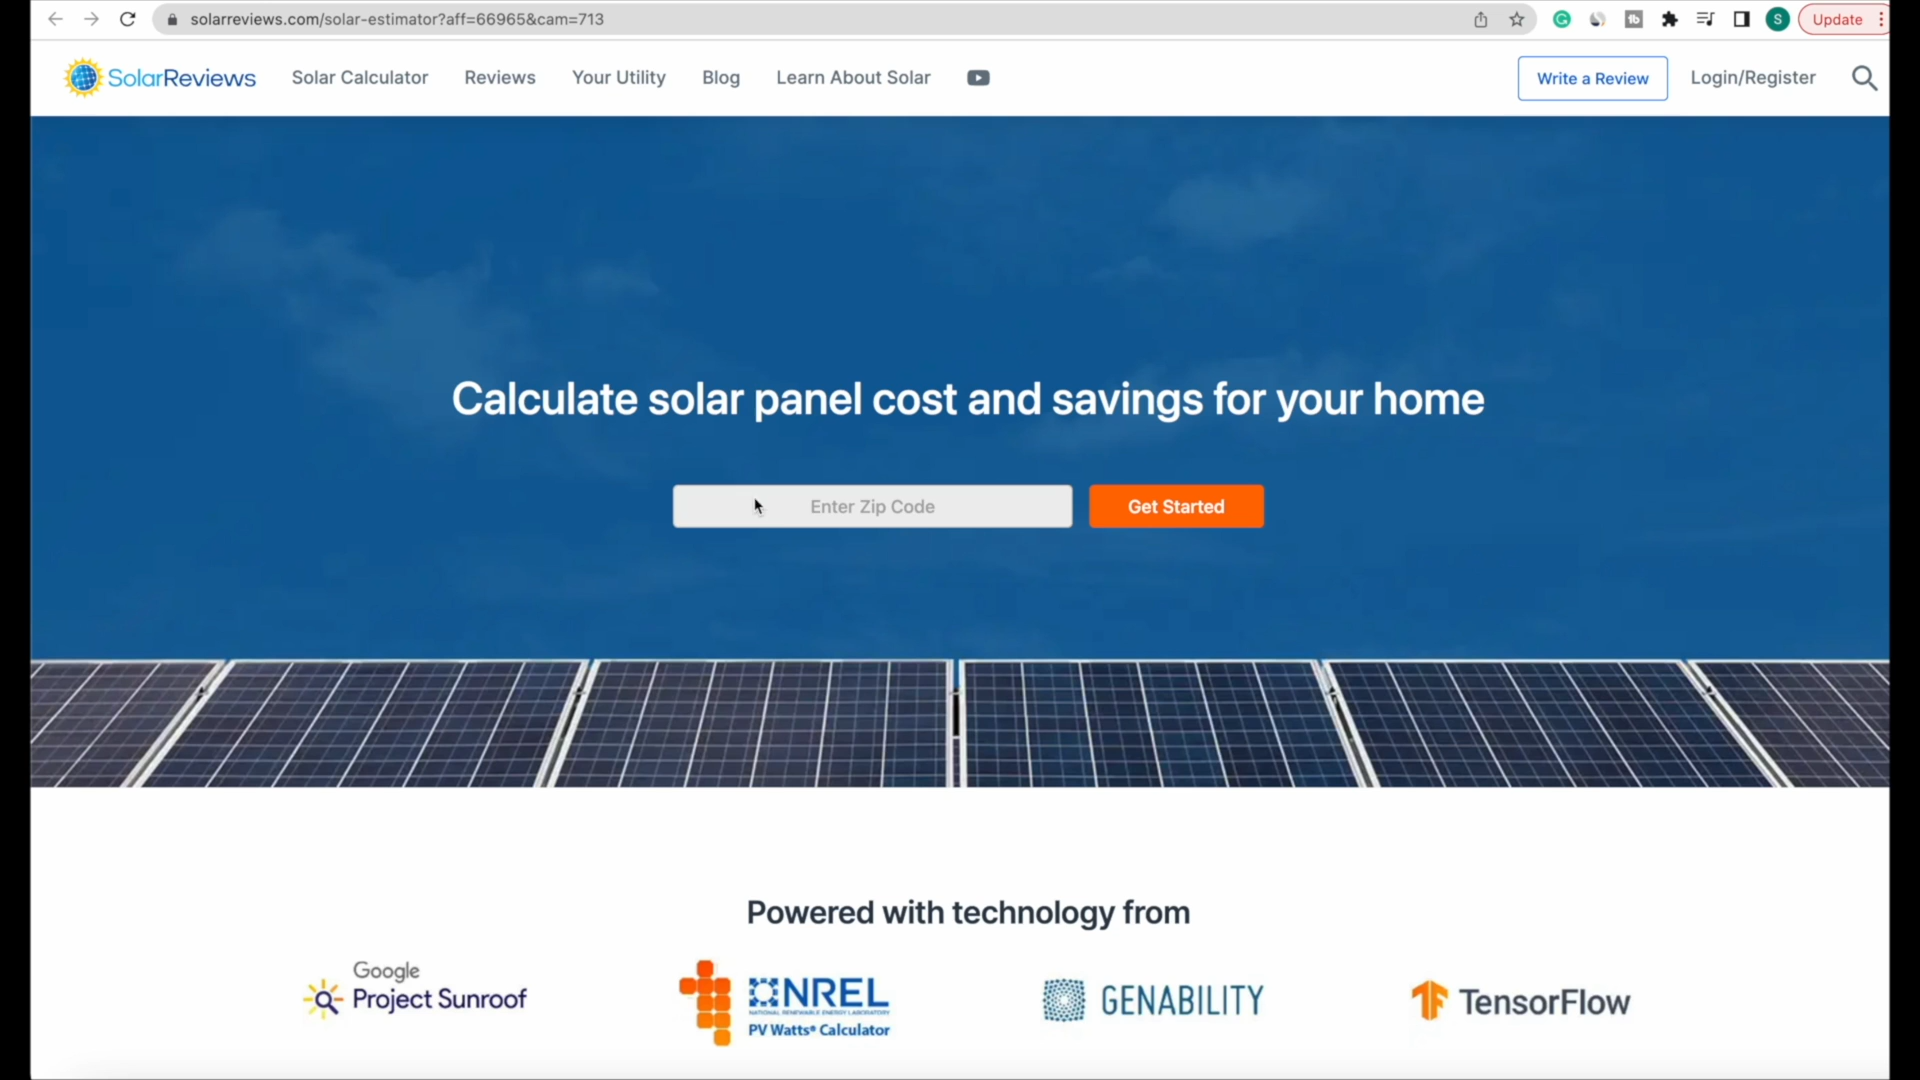 solarreviews.com/solar-estimator?aff=66965&cam=713
S
Update
SolarReviews
Solar Calculator
Reviews
Your Utility
Blog
Learn About Solar
Write a Review
Login/Register
Calculate solar panel cost and savings for your home
Enter Zip Code
Get Started
Powered with technology from
Google
Project Sunroof
NREL
NATIONAL RENEWABLE ENERGY LABORATORY
PV Watts® Calculator
GENABILITY
TensorFlow